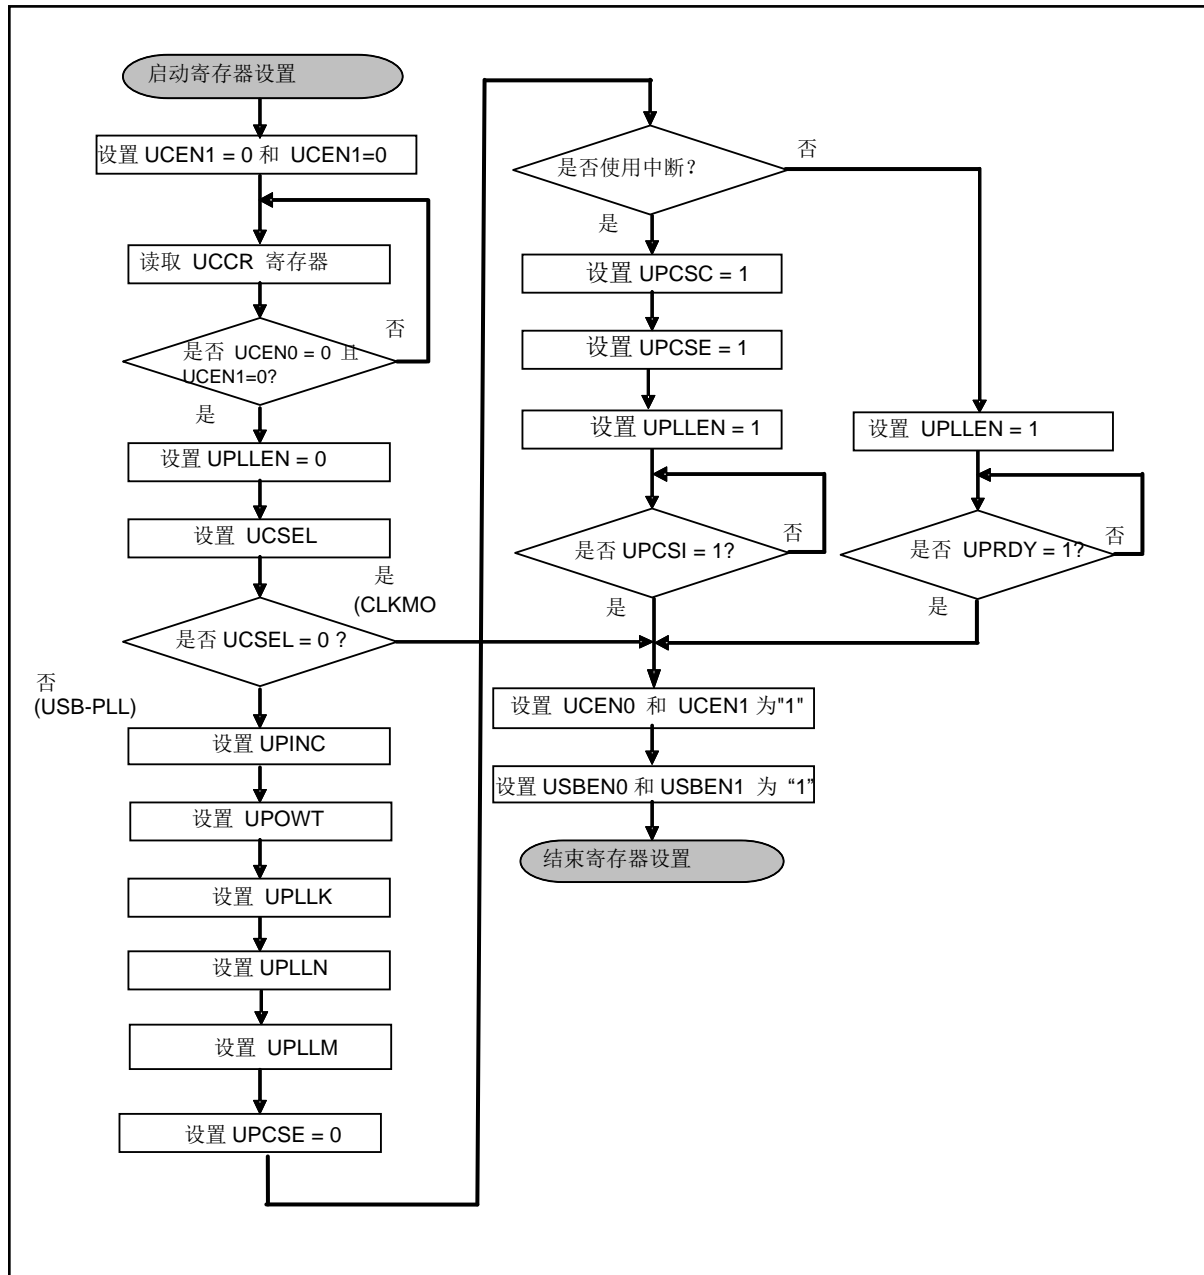 启动寄存器设置
设置 UCEN1 = 0 和 UCEN1=0
读取 UCCR 寄存器
否
是否 UCEN0 = 0 且
UCEN1=0?
是
设置 UPLLEN = 0
设置 UCSEL
是
(CLKMO
是否 UCSEL = 0 ?
否
(USB-PLL)
设置 UPINC
设置 UPOWT
设置 UPLLK
设置 UPLLN
设置 UPLLM
设置 UPCSE = 0
是否使用中断?
否
是
设置 UPCSC = 1
设置 UPCSE = 1
设置 UPLLEN = 1
是否 UPCSI = 1?
否
是
设置 UPLLEN = 1
是否 UPRDY = 1?
否
是
设置 UCEN0 和 UCEN1 为"1"
设置 USBEN0 和 USBEN1 为 “1”
结束寄存器设置